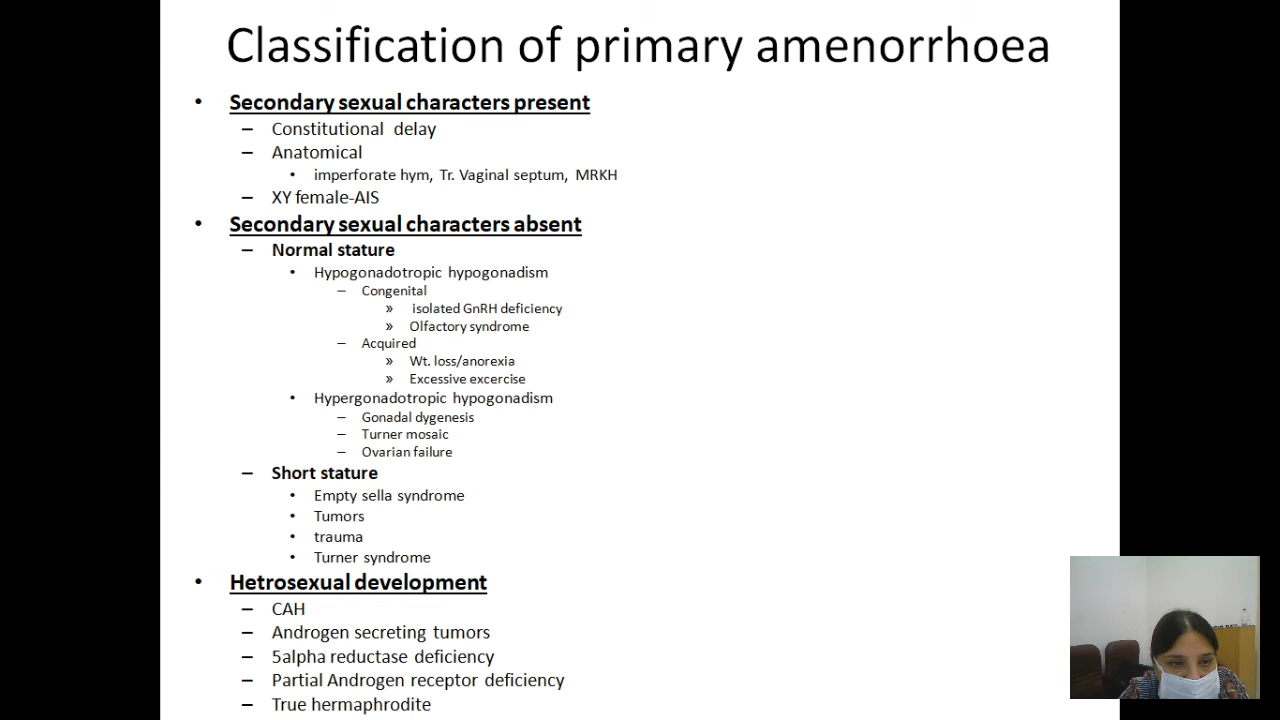 Classification of primary amenorrhoea
• Secondary sexual characters present
– Constitutional delay
– Anatomical
• imperforate hym, Tr. Vaginal septum, MRKH
– XY female-AIS
• Secondary sexual characters absent
– Normal stature
• Hypogonadotropic hypogonadism
– Congenital
» isolated GnRH deficiency
» Olfactory syndrome
– Acquired
» Wt. loss/anorexia
» Excessive excercise
• Hypergonadotropic hypogonadism
– Gonadal dygenesis
– Turner mosaic
– Ovarian failure
– Short stature
• Empty sella syndrome
• Tumors
• trauma
• Turner syndrome
• Hetrosexual development
– CAH
– Androgen secreting tumors
– 5alpha reductase deficiency
– Partial Androgen receptor deficiency
– True hermaphrodite